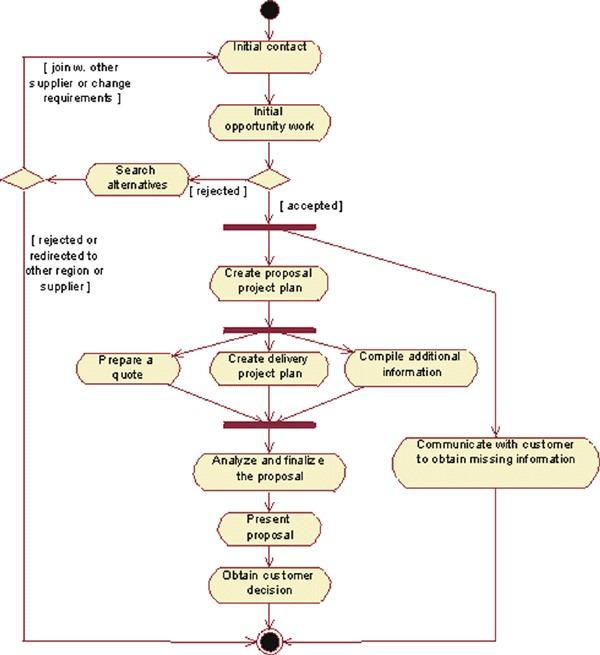 Initial contact
[ join w. other
supplier or change
requirements ]
Initial
opportunity work
Search
alternatives
[ rejected ]
[ accepted]
[ rejected or
redirected to
other region or
supplier ]
Create proposal
project plan
Prepare a
quote
Create delivery
project plan
Compile additional
information
Communicate with customer
to obtain missing information
Analyze and finalize
the proposal
Present
proposal
Obtain customer
decision